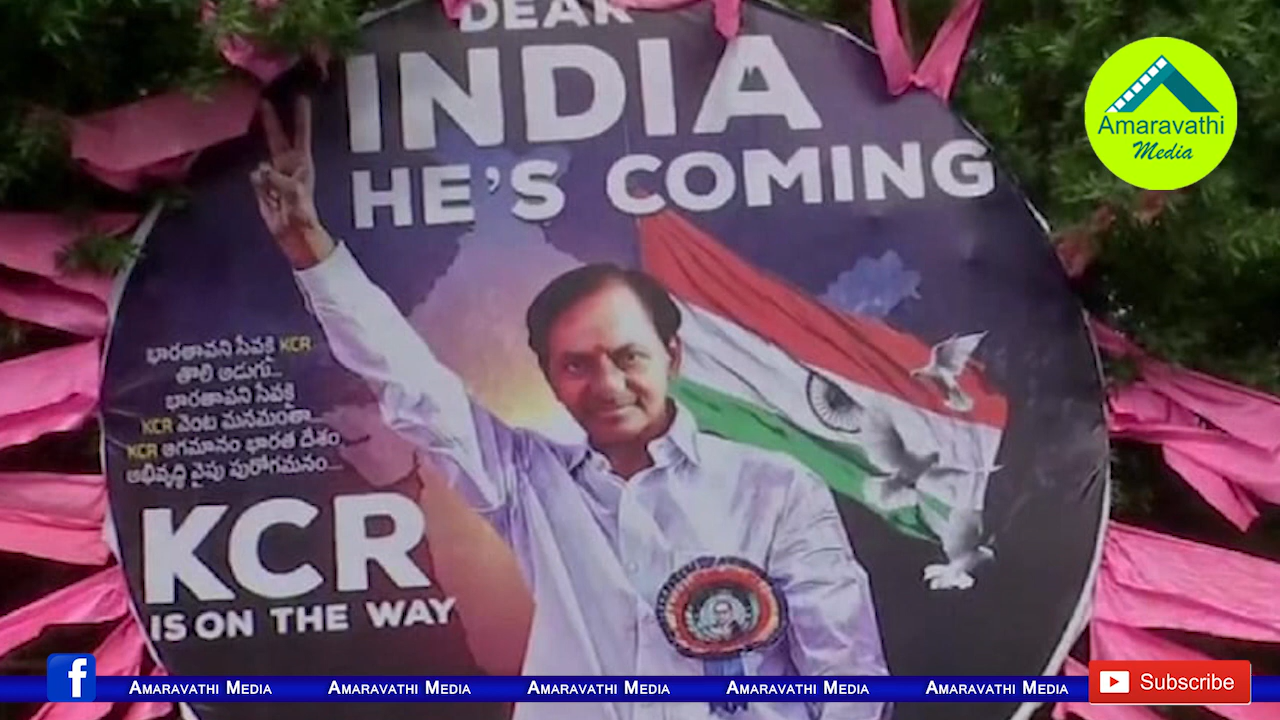 DEAR
INDIA
HE'S COMING
భారతావని సేవకై KCR
తొలి అడుగు...
భారతావని సేవకి
KCR వెంట మనమంతా...
KCR ఆగమానం భారత దేశం
అభివృద్ధి వైపు పురోగమనం....
KCR
IS ON THE WAY
Amaravathi
Media
f
Amaravathi Media Amaravathi Media Amaravathi Media Amaravathi Media Amaravathi Media
Subscribe